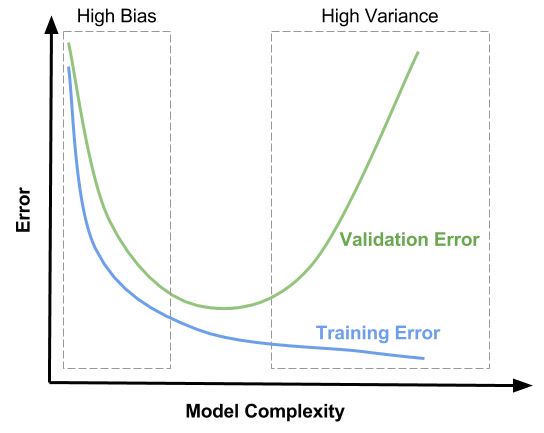 High Bias
High Variance
Error
Validation Error
Training Error
Model Complexity